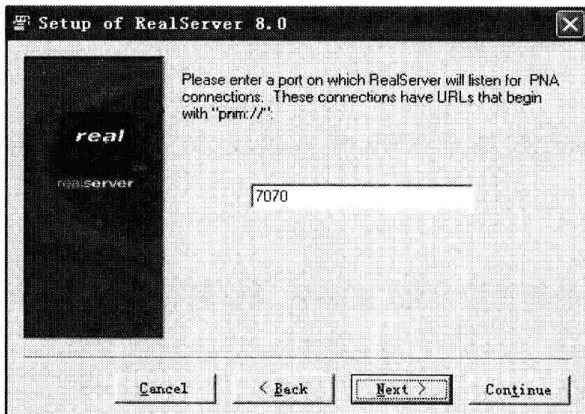 Setup of RealServer 8.0
real
realserver
Please enter a port on which RealServer will listen for PNA
connections. These connections have URLs that begin
with "pnm://":
7070
Cancel
< Back
Next >
Continue